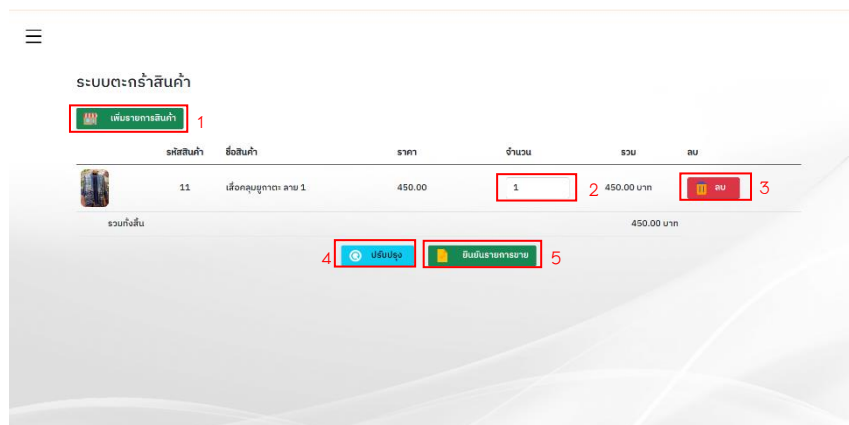 ระบบตะกร้าสินค้า
เพิ่มรายการสินค้า 1
รหัสสินค้า ชื่อสินค้า ราคา จำนวน รวม ลบ
11 เสื้อคลุมยูกาตะ ลาย 1 450.00 1 2 450.00 บาท ลบ 3
รวมทั้งสิ้น 450.00 บาท
4 ปรับปรุง ยืนยันรายการขาย 5